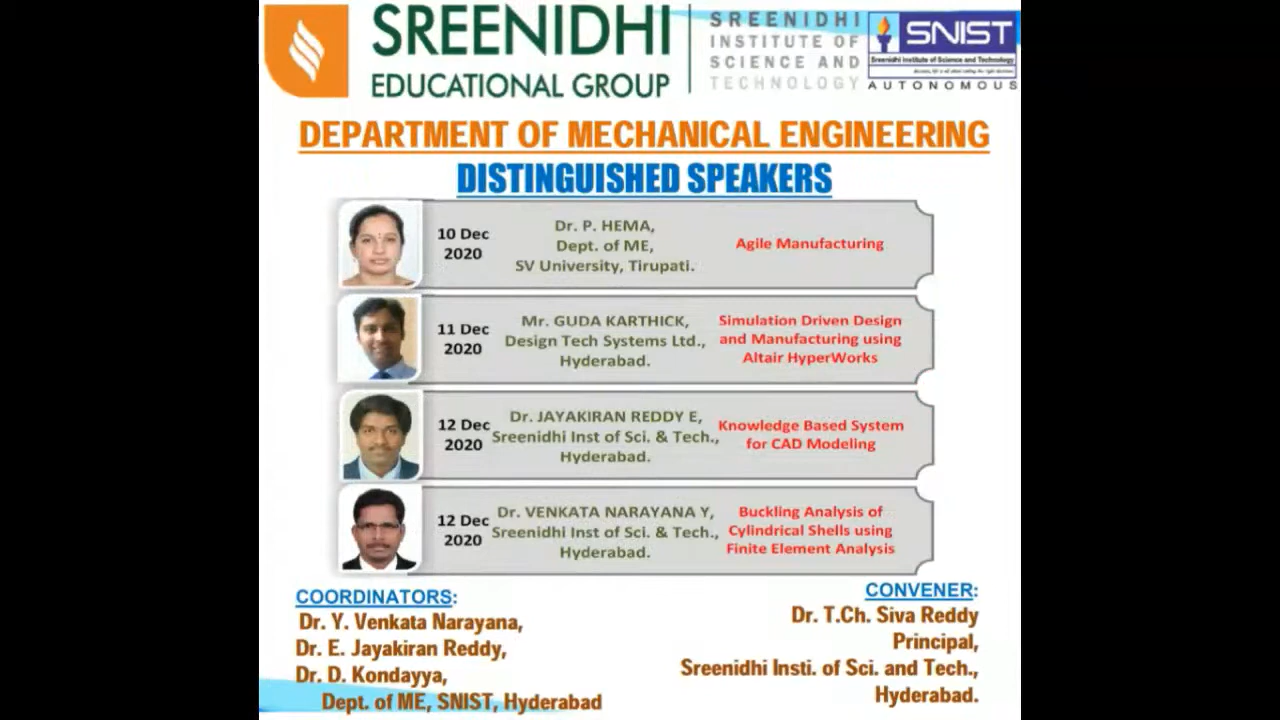 SREENIDHI
EDUCATIONAL GROUP
SREENIDHI
INSTITUTE OF
SCIENCE AND
TECHNOLOGY
SNIST
Sreenidhi Institute of Science and Technology
AUTONOMOUS
DEPARTMENT OF MECHANICAL ENGINEERING
DISTINGUISHED SPEAKERS
10 Dec
2020
Dr. P. HEMA,
Dept. of ME,
SV University, Tirupati.
Agile Manufacturing
11 Dec
2020
Mr. GUDA KARTHICK,
Design Tech Systems Ltd.,
Hyderabad.
Simulation Driven Design
and Manufacturing using
Altair HyperWorks
12 Dec
2020
Dr. JAYAKIRAN REDDY E,
Sreenidhi Inst of Sci. & Tech.,
Hyderabad.
Knowledge Based System
for CAD Modeling
12 Dec
2020
Dr. VENKATA NARAYANA Y,
Sreenidhi Inst of Sci. & Tech.,
Hyderabad.
Buckling Analysis of
Cylindrical Shells using
Finite Element Analysis
COORDINATORS:
Dr. Y. Venkata Narayana,
Dr. E. Jayakiran Reddy,
Dr. D. Kondayya,
Dept. of ME, SNIST, Hyderabad
CONVENER:
Dr. T.Ch. Siva Reddy
Principal,
Sreenidhi Insti. of Sci. and Tech.,
Hyderabad.